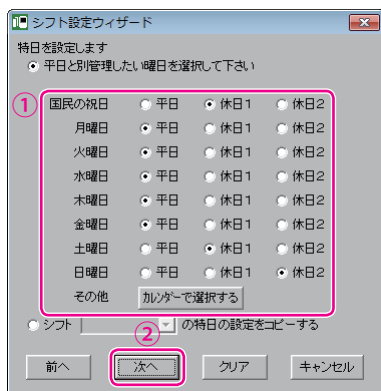 シフト設定ウィザード
特日を設定します
平日と別管理したい曜日を選択して下さい
①
国民の祝日 平日 休日1 休日2
月曜日 平日 休日1 休日2
火曜日 平日 休日1 休日2
水曜日 平日 休日1 休日2
木曜日 平日 休日1 休日2
金曜日 平日 休日1 休日2
土曜日 平日 休日1 休日2
日曜日 平日 休日1 休日2
その他 カレンダーで選択する
シフト の特日の設定をコピーする
②
前へ 次へ クリア キャンセル